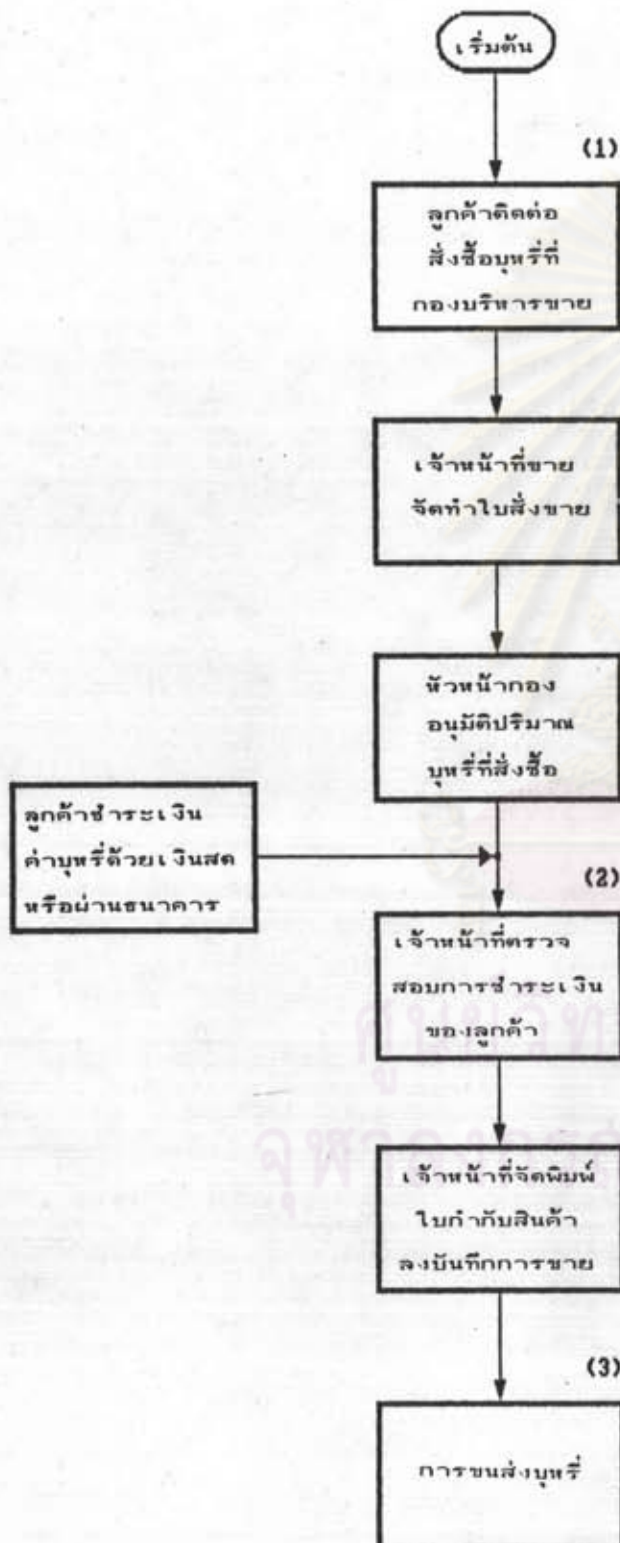 เริ่มต้น
(1)
ลูกค้าติดต่อ
สั่งซื้อบุหรี่ที่
กองบริหารขาย
เจ้าหน้าที่ขาย
จัดทำใบสั่งขาย
หัวหน้ากอง
อนุมัติปริมาณ
บุหรี่ที่สั่งซื้อ
ลูกค้าชำระเงิน
ค่าบุหรี่ด้วยเงินสด
หรือผ่านธนาคาร
(2)
เจ้าหน้าที่ตรวจ
สอบการชำระเงิน
ของลูกค้า
เจ้าหน้าที่จัดพิมพ์
ใบกำกับสินค้า
ลงบันทึกการขาย
(3)
การขนส่งบุหรี่